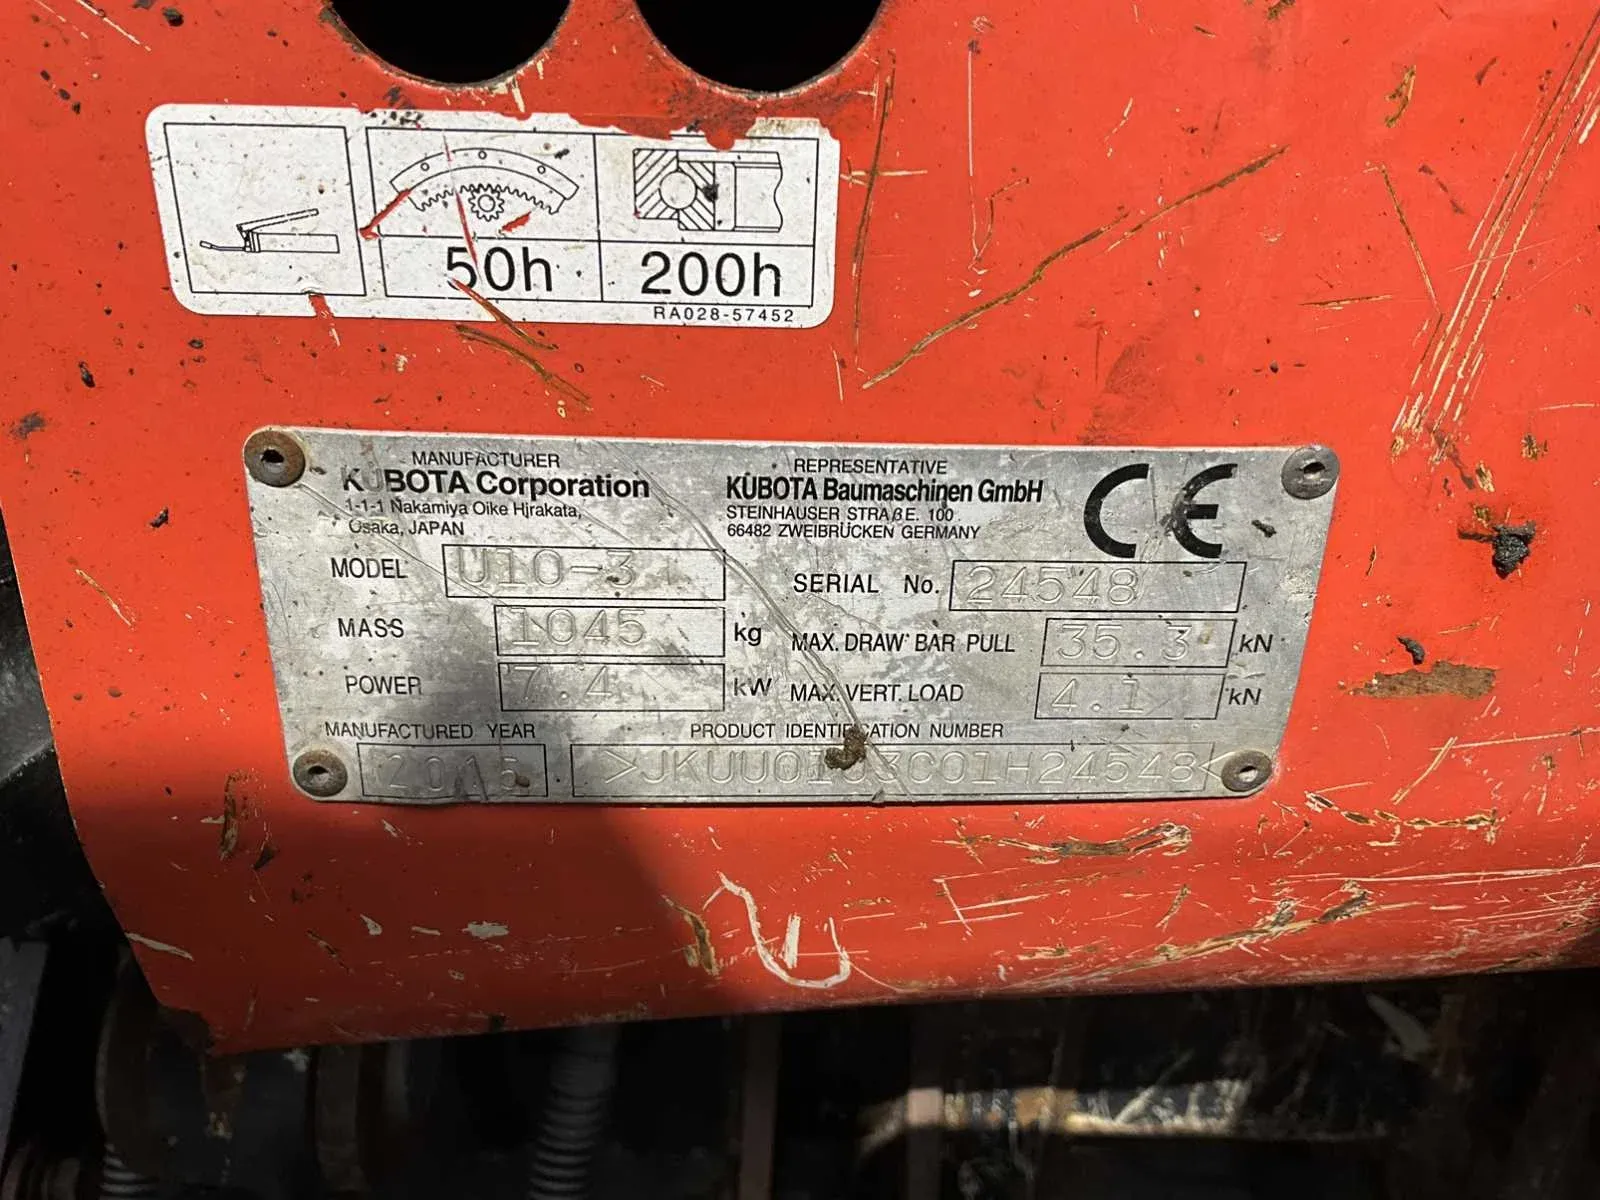 50h
200h
RA028-57452
MANUFACTURER
KUBOTA Corporation
1-1-1 Nakamiya Oike Hirakata,
Osaka, JAPAN
REPRESENTATIVE
KUBOTA Baumaschinen GmbH
STEINHAUSER STRAßE. 100
66482 ZWEIBRÜCKEN GERMANY
CE
MODEL U10-3
SERIAL No. 24548
MASS 1045 kg
MAX. DRAW BAR PULL 35.3 kN
POWER 7.4 kW
MAX. VERT. LOAD 4.1 kN
MANUFACTURED YEAR
2015
PRODUCT IDENTIFICATION NUMBER
>JKUU0103C01H24548<